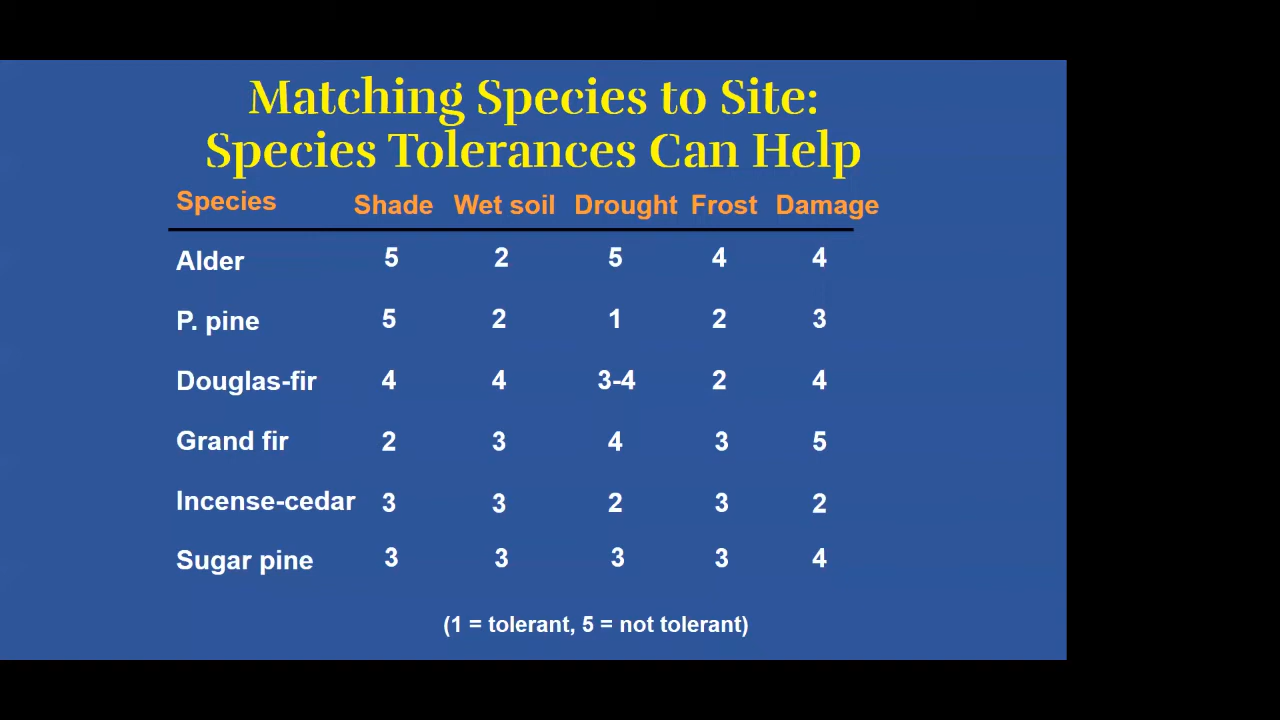 Matching Species to Site:
Species Tolerances Can Help
Species Shade Wet soil Drought Frost Damage
Alder 5 2 5 4 4
P. pine 5 2 1 2 3
Douglas-fir 4 4 3-4 2 4
Grand fir 2 3 4 3 5
Incense-cedar 3 3 2 3 2
Sugar pine 3 3 3 3 4
(1 = tolerant, 5 = not tolerant)